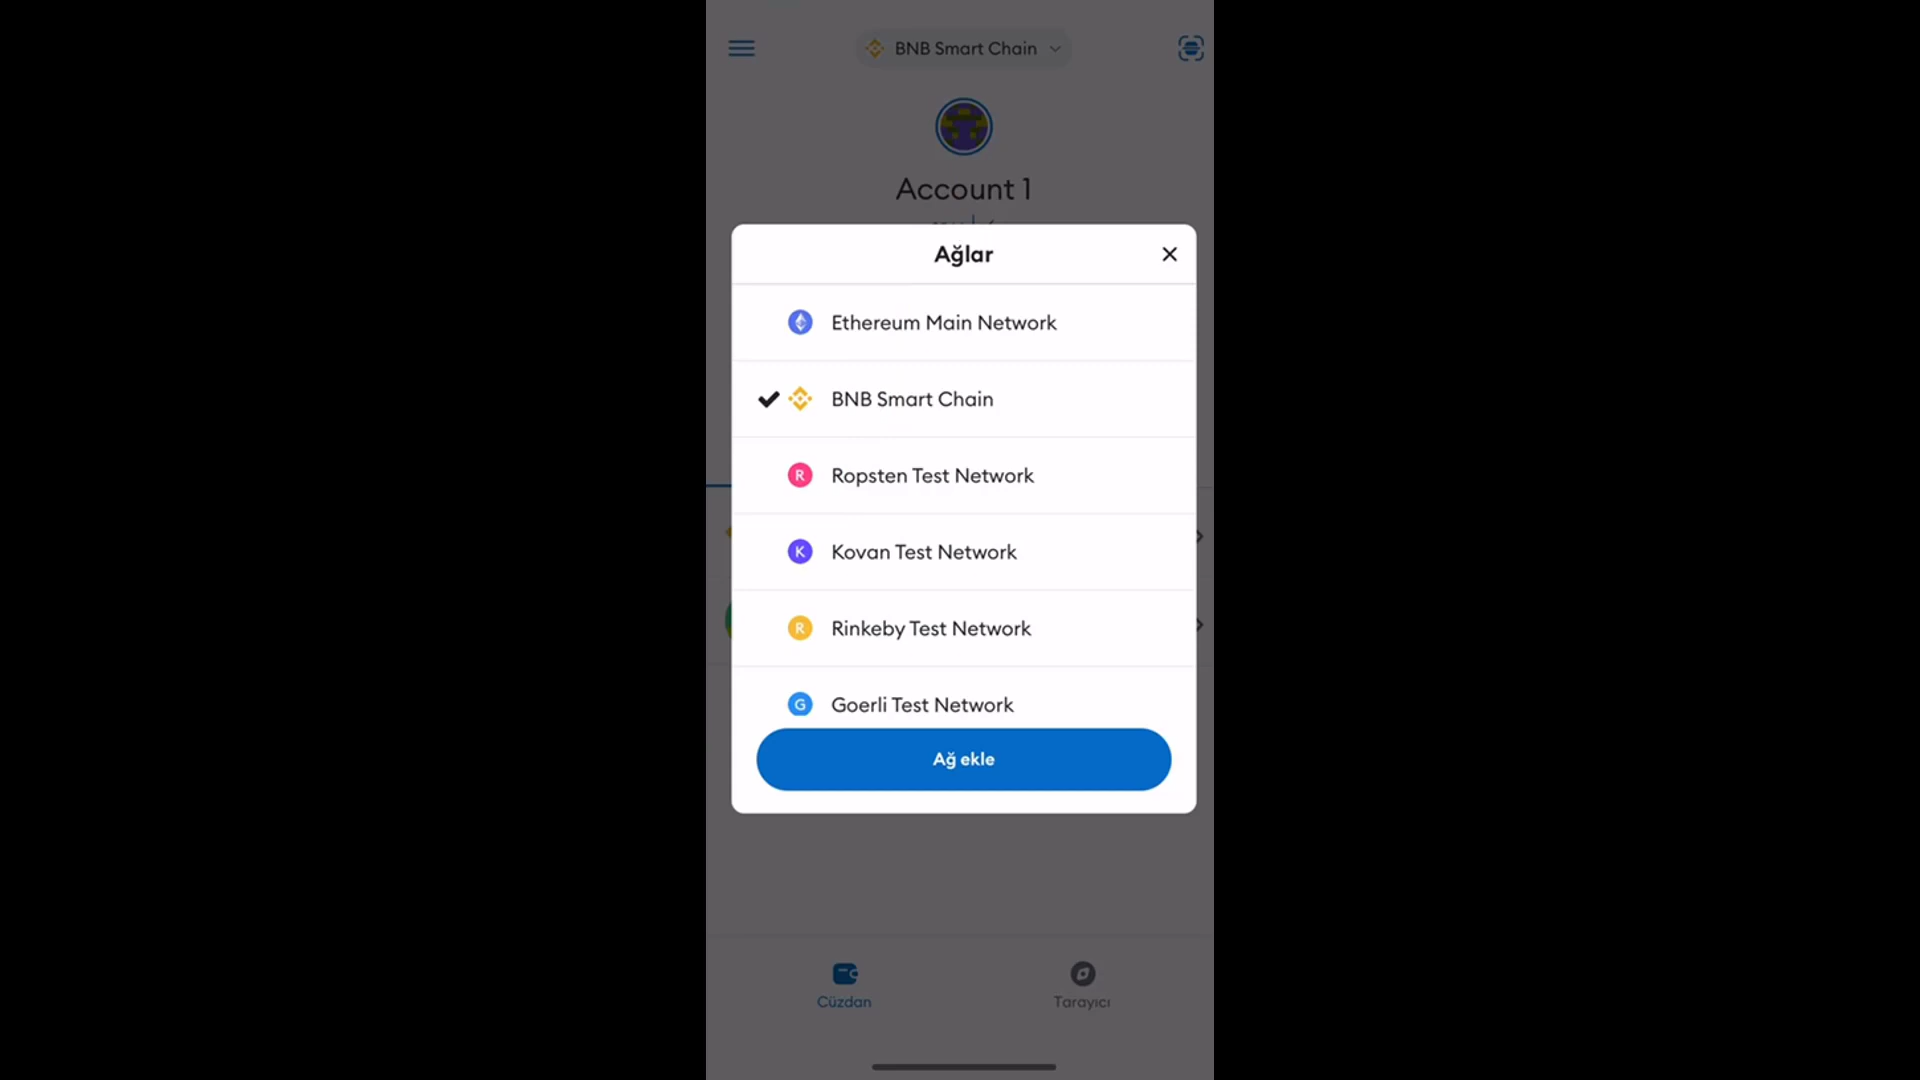 BNB Smart Chain
Account 1
Ağlar
Ethereum Main Network
BNB Smart Chain
R Ropsten Test Network
K Kovan Test Network
R Rinkeby Test Network
G Goerli Test Network
Ağ ekle
Cüzdan
Tarayıcı